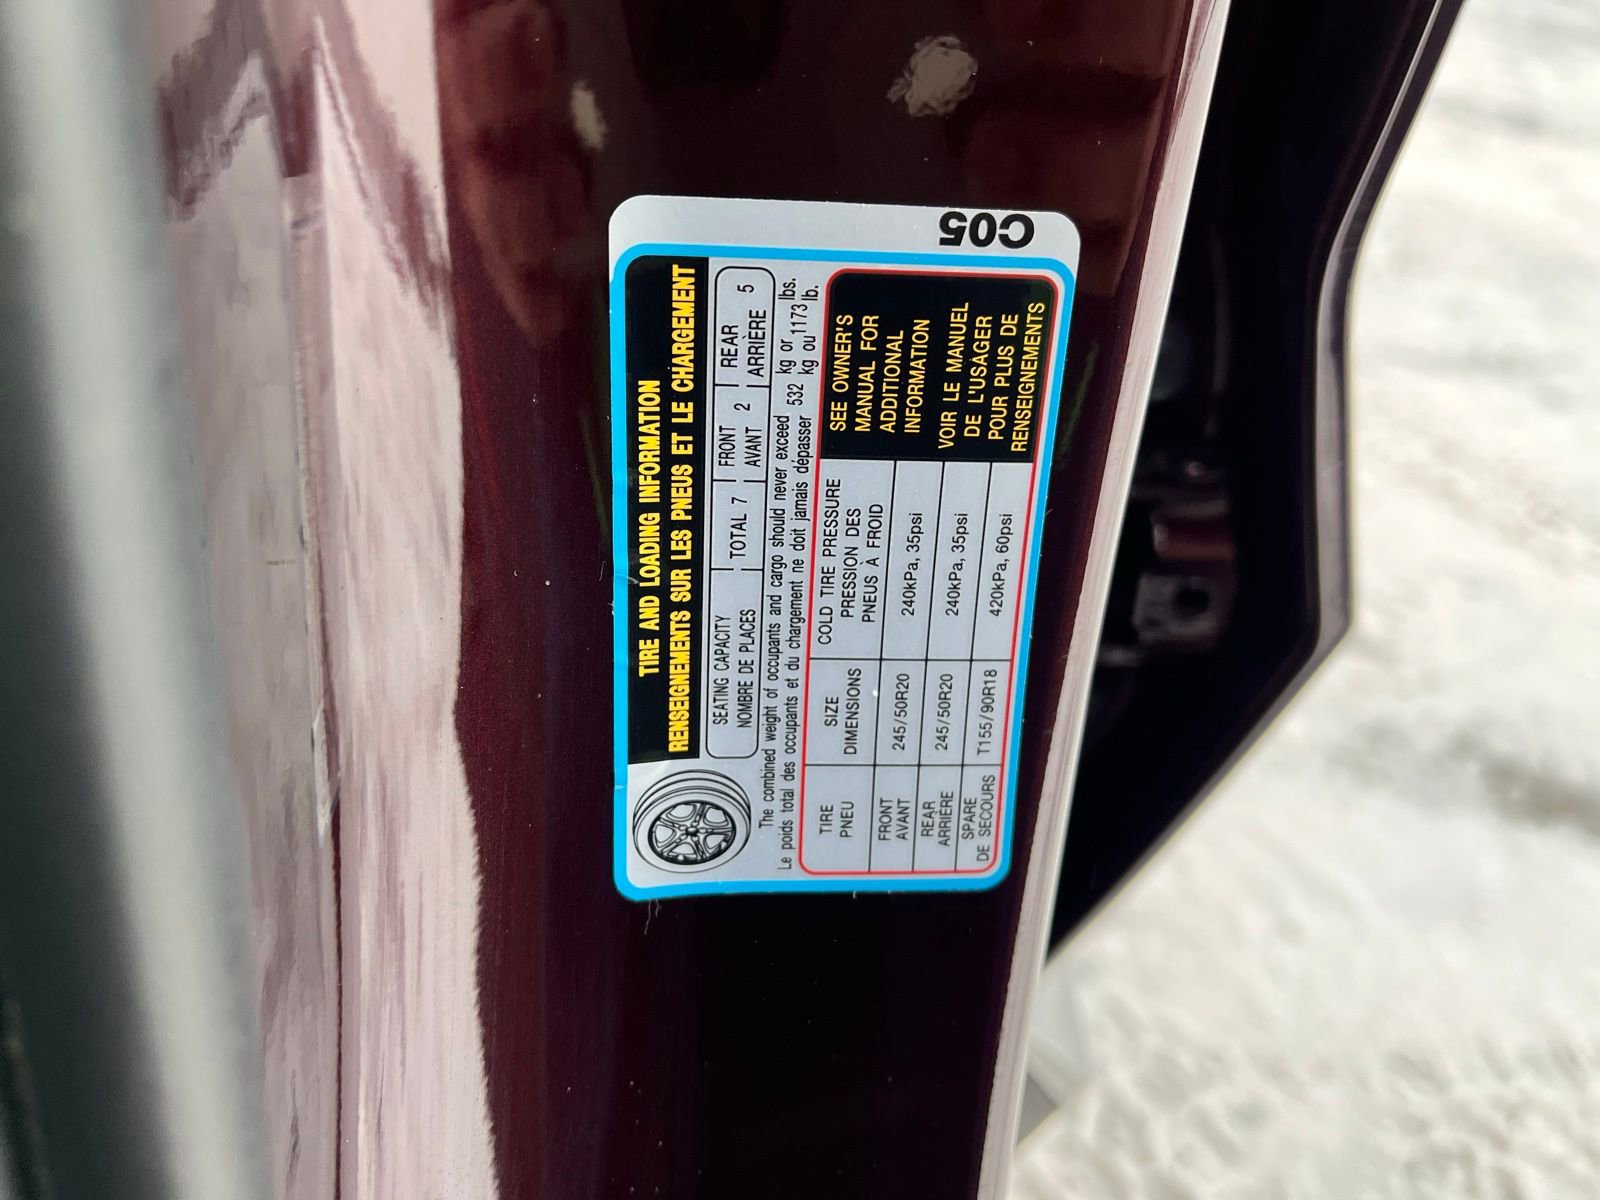 C05
TIRE AND LOADING INFORMATION
RENSEIGNEMENTS SUR LES PNEUS ET LE CHARGEMENT
SEATING CAPACITY
NOMBRE DE PLACES
TOTAL 7
FRONT
AVANT 2
REAR
ARRIÈRE 5
The combined weight of occupants and cargo should never exceed 532 kg or 1173 lbs.
Le poids total des occupants et du chargement ne doit jamais dépasser kg ou lb.
TIRE
PNEU
SIZE
DIMENSIONS
COLD TIRE PRESSURE
PRESSION DES
PNEUS À FROID
FRONT
AVANT
245/50R20
240kPa, 35psi
REAR
ARRIÈRE
245/50R20
240kPa, 35psi
SPARE
DE SECOURS
T155/90R18
420kPa, 60psi
SEE OWNER'S
MANUAL FOR
ADDITIONAL
INFORMATION
VOIR LE MANUEL
DE L'USAGER
POUR PLUS DE
RENSEIGNEMENTS